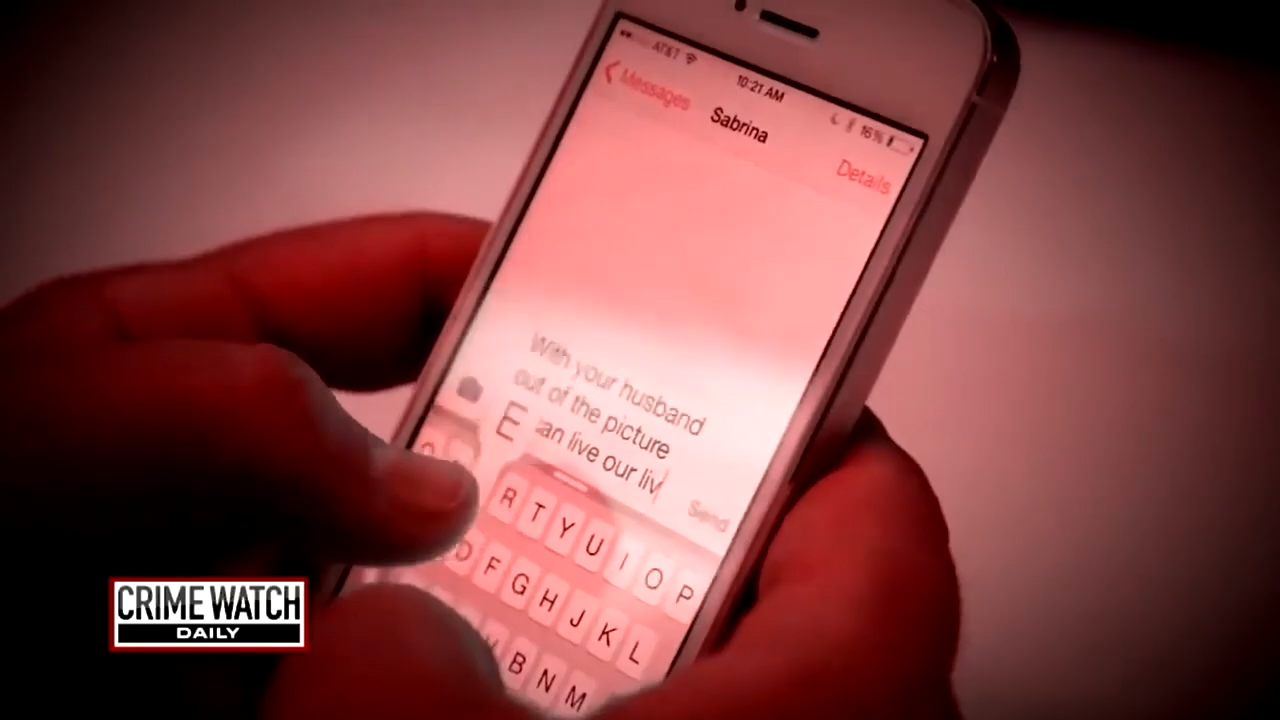 AT&T
10:21 AM
16%
Messages
Sabrina
Details
With your husband
out of the picture
an live our liv
E
Send
R T Y U I O P
D F G H J K L
B N M
CRIME WATCH
DAILY